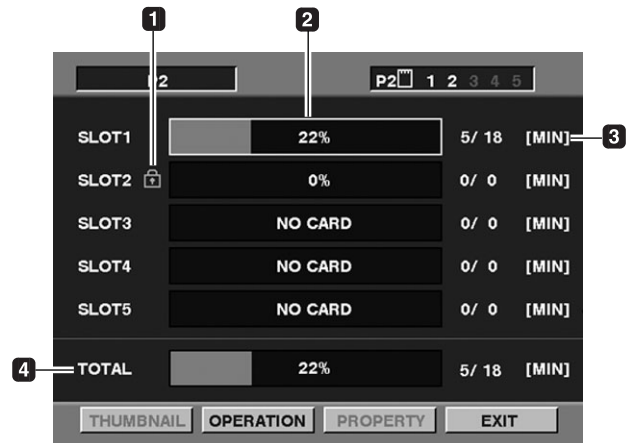 1 2
P2 P2 1 2 3 4 5
SLOT1 22% 5/ 18 [MIN] 3
SLOT2 0% 0/ 0 [MIN]
SLOT3 NO CARD 0/ 0 [MIN]
SLOT4 NO CARD 0/ 0 [MIN]
SLOT5 NO CARD 0/ 0 [MIN]
4 TOTAL 22% 5/ 18 [MIN]
THUMBNAIL OPERATION PROPERTY EXIT